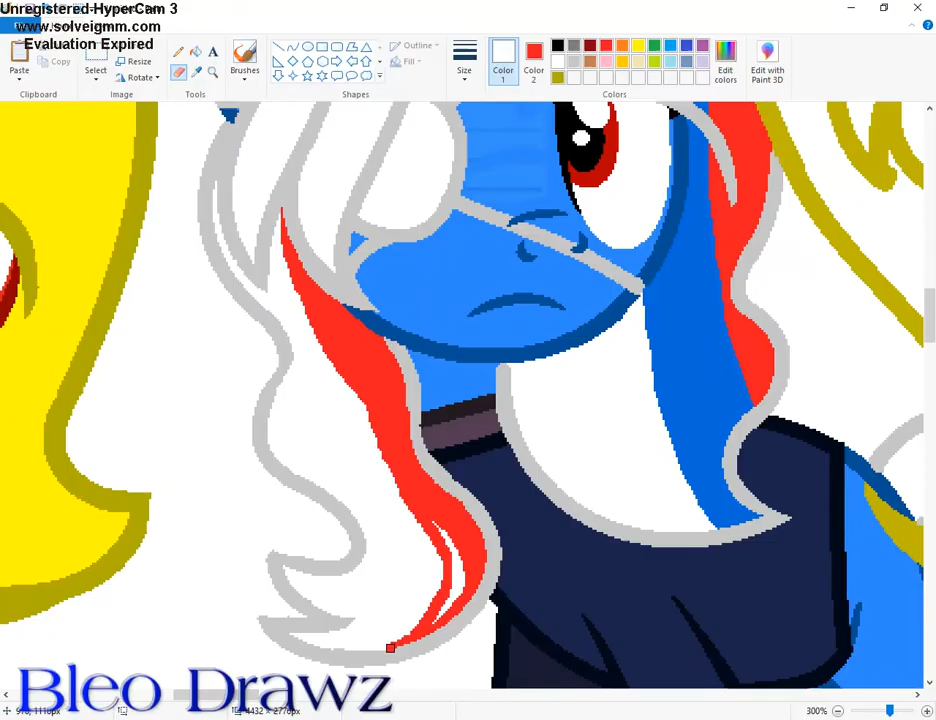 Unregistered HyperCam 3
www.solveigmm.com
Evaluation Expired
Paste
Copy
Select
Resize
Rotate
A
Brushes
Outline
Fill
Size
Color
1
Color
2
Edit
colors
Edit with
Paint 3D
Clipboard
Image
Tools
Shapes
Colors
Bleo Drawz
300%